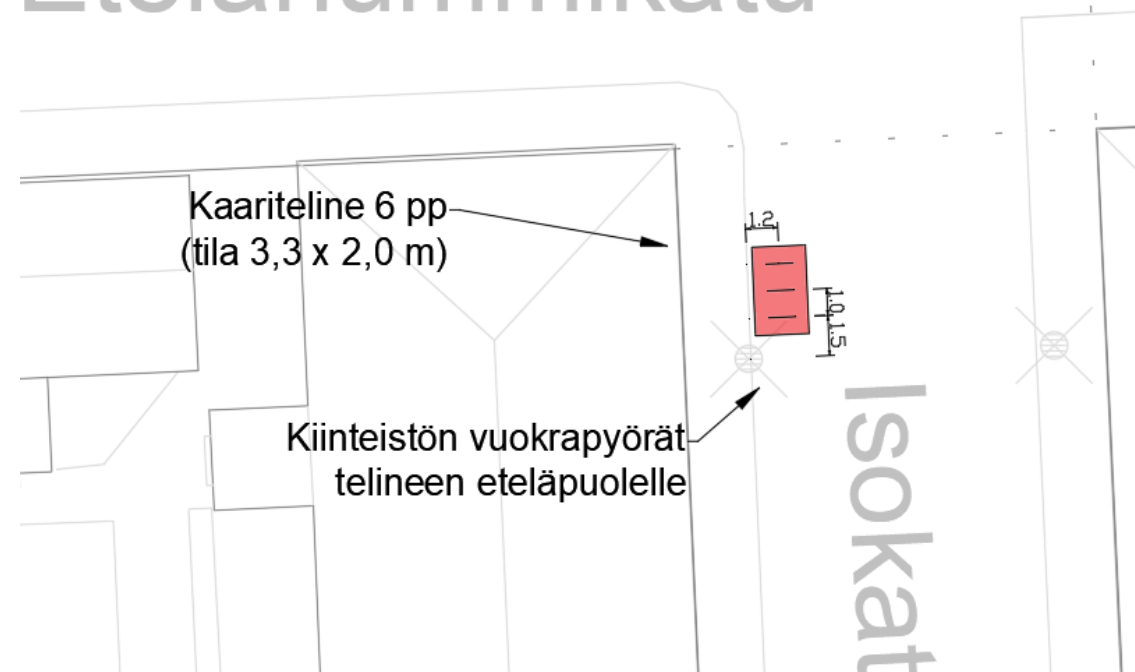 Kaariteline 6 pp
(tila 3,3 x 2,0 m)
1.2
1.0
1.5
Kiinteistön vuokrapyörät
telineen eteläpuolelle
Isokat